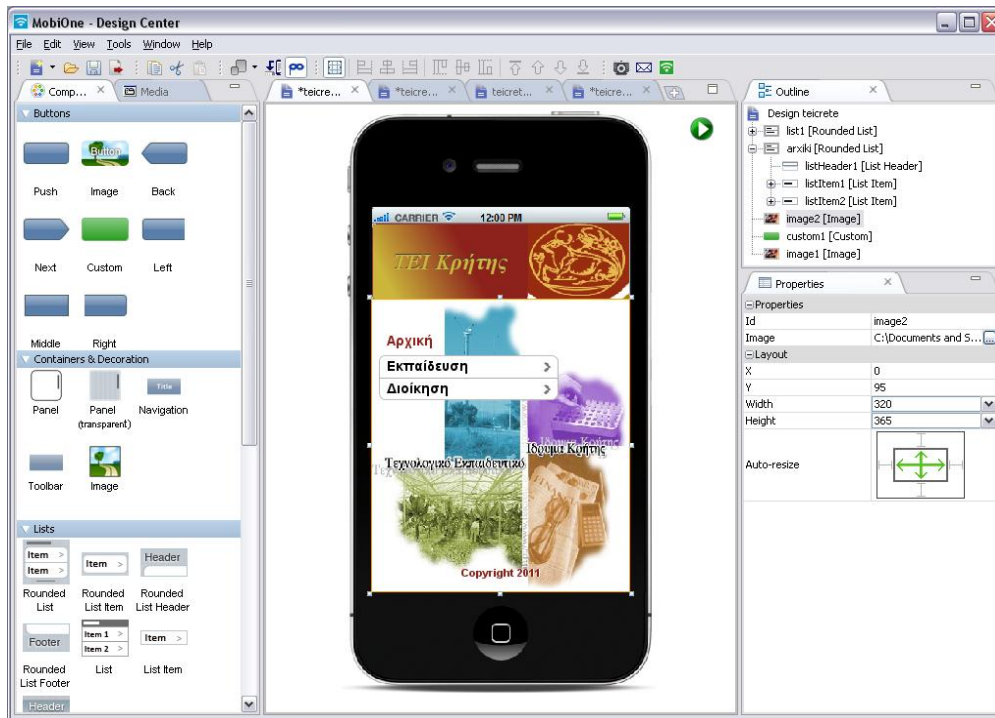 MobiOne - Design Center
File Edit View Tools Window Help
Comp... Media
Buttons
Button
Push Image Back
Next Custom Left
Middle Right
Containers & Decoration
Title
Panel Panel (transparent) Navigation
Toolbar Image
Lists
Item >
Item >
Item >
Header
Rounded List Rounded List Item Rounded List Header
Footer
Item 1 >
Item 2 >
Item >
Rounded List Footer List List Item
Header
*teicre... *teicre... teicret... *teicre...
CARRIER 12:00 PM
ΤΕΙ Κρήτης
Αρχική
Εκπαίδευση
Διοίκηση
Ίδρυμα Κρήτης
Τεχνολογικό Εκπαιδευτικό
Copyright 2011
Outline
Design teicrete
list1 [Rounded List]
arxiki [Rounded List]
listHeader1 [List Header]
listItem1 [List Item]
listItem2 [List Item]
image2 [Image]
custom1 [Custom]
image1 [Image]
Properties
Properties
Id image2
Image C:\Documents and S... ...
Layout
X 0
Y 95
Width 320
Height 365
Auto-resize